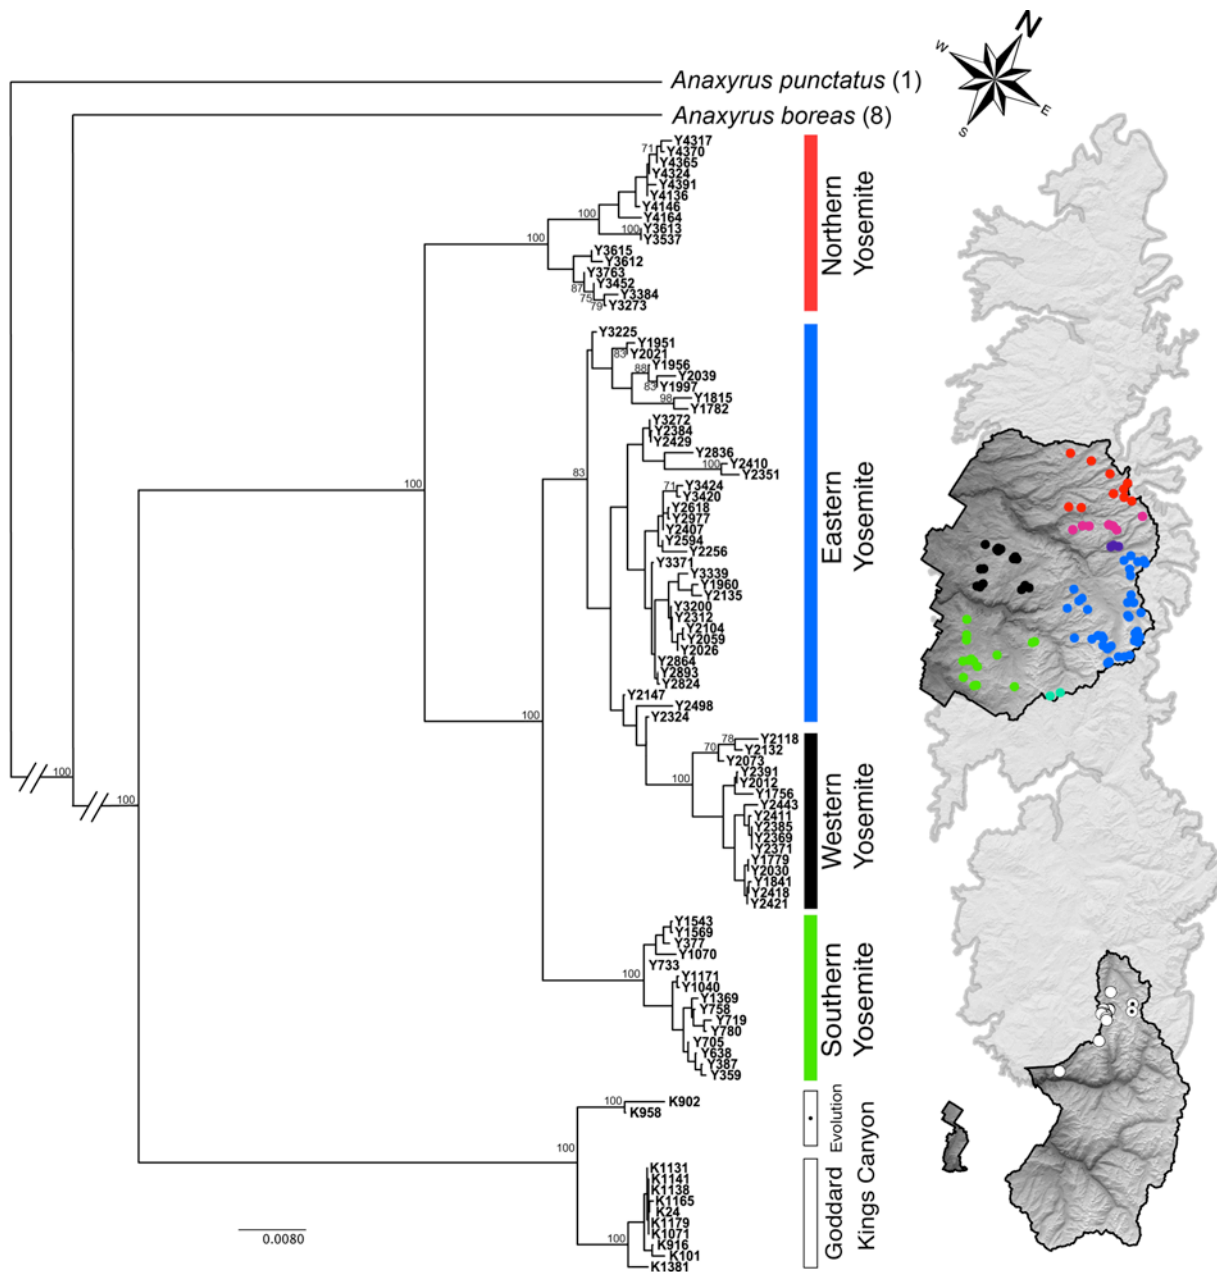 N
W
E
S
Anaxyrus punctatus (1)
Anaxyrus boreas (8)
Y4317
71
Y4370
Y4365
Y4324
Y4391
Y4136
Y4146
100
Y4164
100
Y3613
Y3537
100
100
Y3615
Y3612
Y3763
87
Y3452
75
Y3384
79
Y3273
Northern
Yosemite
Y3225
Y1951
83
Y2021
88
Y1956
Y2039
83
Y1997
98
Y1815
Y1782
Y3272
Y2384
Y2429
Y2836
100
Y2410
Y2351
83
71
Y3424
Y3420
100
Y2618
Y2977
Y2407
Y2594
Y2256
Y3371
Y3339
Y1960
Y2135
Y3200
Y2312
Y2104
Y2059
Y2026
Y2864
Y2893
Y2824
Y2147
Y2498
Y2324
Eastern
Yosemite
100
78
Y2118
70
Y2132
Y2073
100
Y2391
Y2012
Y1756
Y2443
Y2411
Y2385
Y2369
Y2371
Y1779
Y2030
Y1841
Y2418
Y2421
Western
Yosemite
100
100
Y1543
Y1569
Y377
Y1070
Y733
100
Y1171
Y1040
Y1369
Y758
Y719
Y780
Y705
Y638
Y387
Y359
Southern
Yosemite
100
K902
K958
100
Evolution
K1131
K1141
K1138
K1165
K24
K1179
K1071
100
K916
K101
K1381
Goddard
Kings Canyon
0.0080